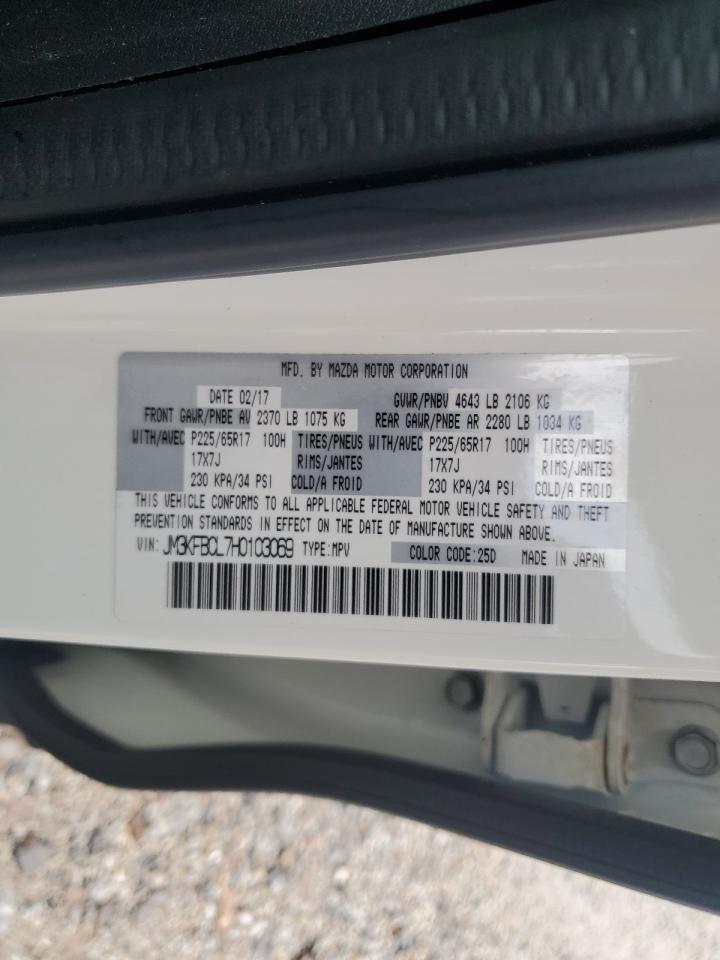 MFD. BY MAZDA MOTOR CORPORATION
DATE 02/17 GVWR/PNBV 4643 LB 2106 KG
FRONT GAWR/PNBE AV 2370 LB 1075 KG REAR GAWR/PNBE AR 2280 LB 1034 KG
WITH/AVEC P225/65R17 100H TIRES/PNEUS WITH/AVEC P225/65R17 100H TIRES/PNEUS
17X7J RIMS/JANTES 17X7J RIMS/JANTES
230 KPA/34 PSI COLD/A FROID 230 KPA/34 PSI COLD/A FROID
THIS VEHICLE CONFORMS TO ALL APPLICABLE FEDERAL MOTOR VEHICLE SAFETY AND THEFT
PREVENTION STANDARDS IN EFFECT ON THE DATE OF MANUFACTURE SHOWN ABOVE.
VIN: JM3KFBCL7H0103069 TYPE:MPV COLOR CODE:25D MADE IN JAPAN